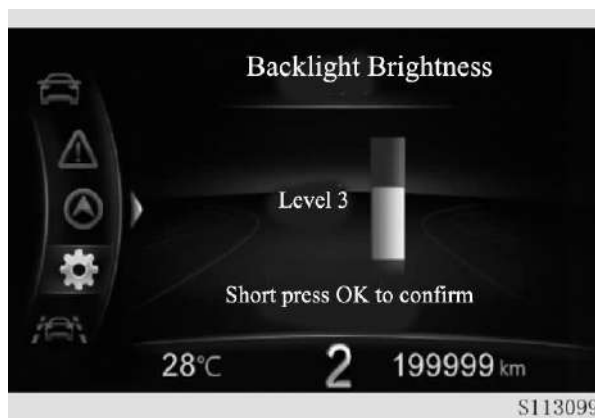 Backlight Brightness
Level 3
Short press OK to confirm
28°C 2 199999 km
S113099